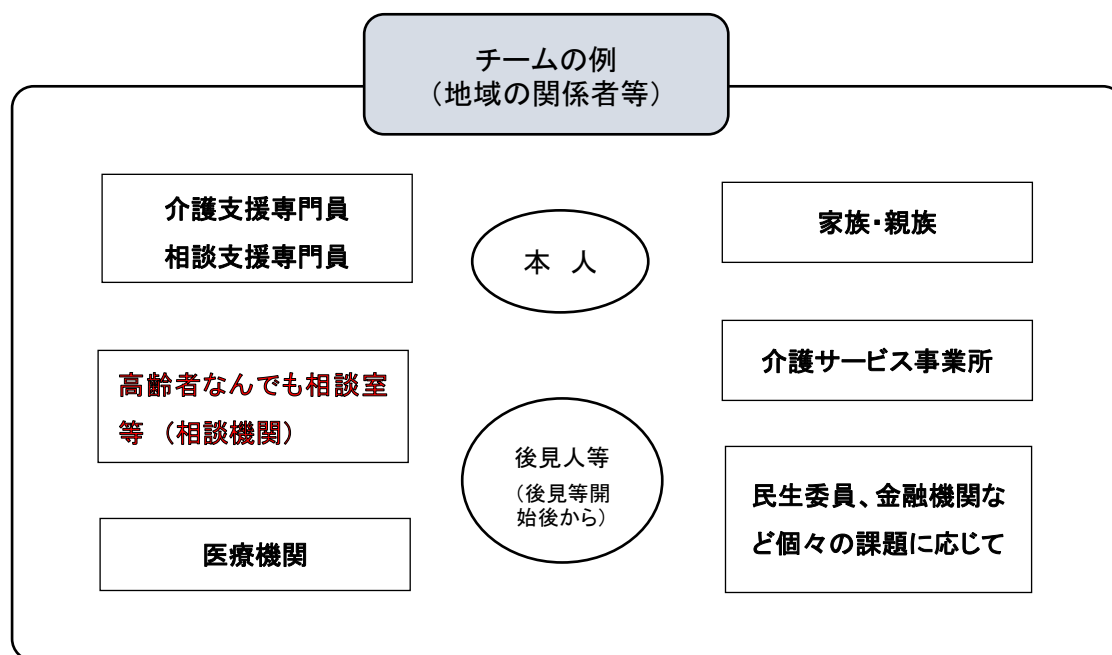 チームの例
（地域の関係者等）
介護支援専門員
相談支援専門員
高齢者なんでも相談室
等　（相談機関）
医療機関
本　人
後見人等
（後見等開
始後から）
家族・親族
介護サービス事業所
民生委員、金融機関な
ど個々の課題に応じて